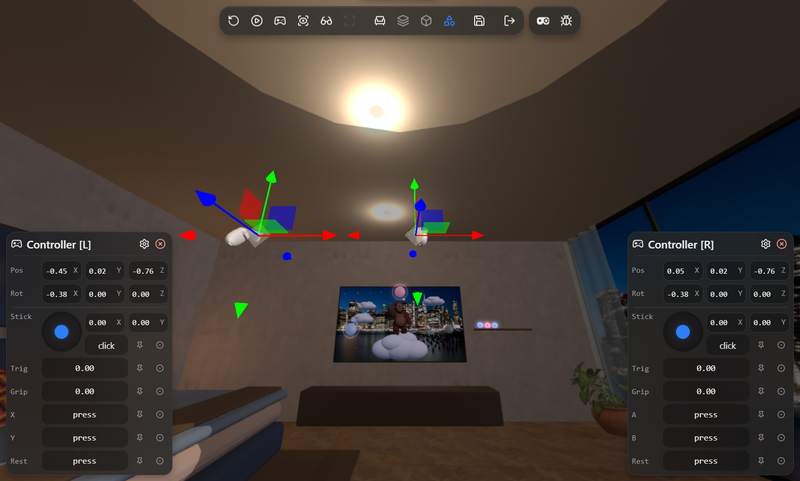 Controller [L]
Pos -0.45 X 0.02 Y -0.76 Z
Rot -0.38 X 0.00 Y 0.00 Z
Stick 0.00 X 0.00 Y
click
Trig 0.00
Grip 0.00
X press
Y press
Rest press
Controller [R]
Pos 0.05 X 0.02 Y -0.76 Z
Rot -0.38 X 0.00 Y 0.00 Z
Stick 0.00 X 0.00 Y
click
Trig 0.00
Grip 0.00
A press
B press
Rest press